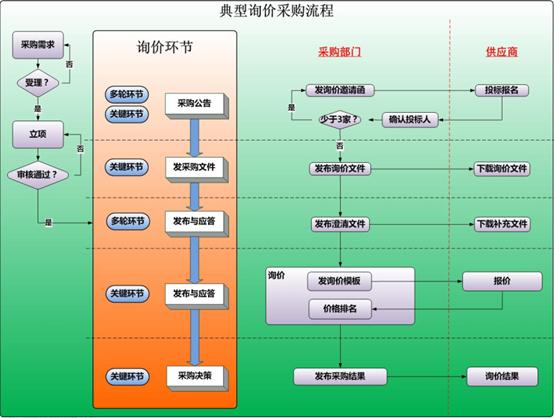 典型询价采购流程
采购需求
否
受理？
是
立项
否
审核通过？
是
询价环节
多轮环节
关键环节
采购公告
关键环节
发采购文件
多轮环节
发布与应答
关键环节
发布与应答
关键环节
采购决策
采购部门
供应商
发询价邀请函
投标报名
是
少于3家？
确认投标人
否
发布询价文件
下载询价文件
发布澄清文件
下载补充文件
询价
发询价模板
报价
价格排名
发布采购结果
询价结果